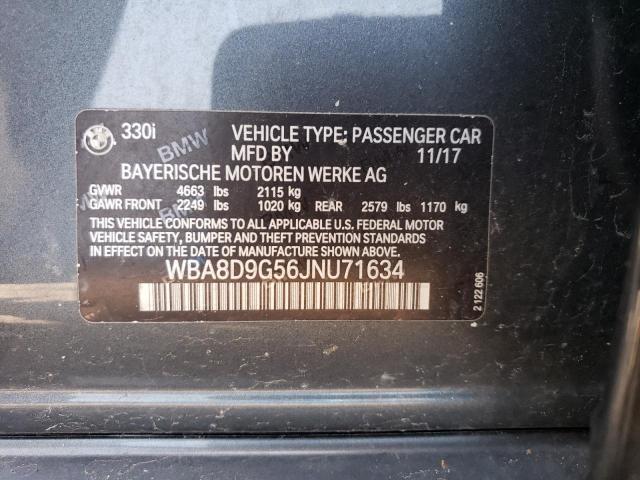 330i VEHICLE TYPE: PASSENGER CAR
MFD BY 11/17
BAYERISCHE MOTOREN WERKE AG
GVWR 4663 lbs 2115 kg
GAWR FRONT 2249 lbs 1020 kg REAR 2579 lbs 1170 kg
THIS VEHICLE CONFORMS TO ALL APPLICABLE U.S. FEDERAL MOTOR
VEHICLE SAFETY, BUMPER AND THEFT PREVENTION STANDARDS
IN EFFECT ON THE DATE OF MANUFACTURE SHOWN ABOVE.
WBA8D9G56JNU71634
2 122 606
BMW